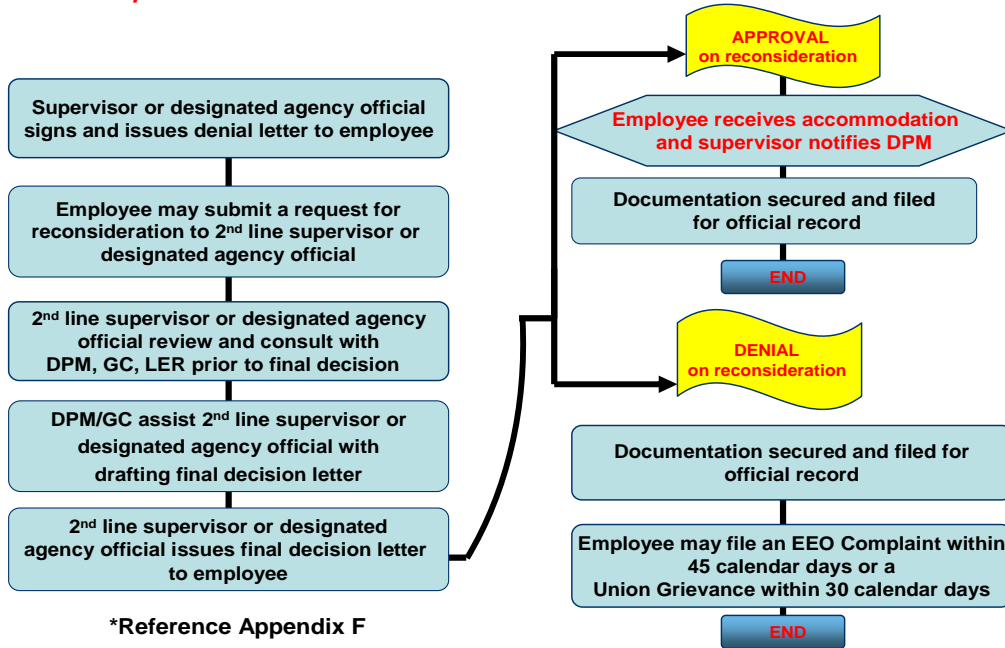 Supervisor or designated agency official
signs and issues denial letter to employee
Employee may submit a request for
reconsideration to 2nd line supervisor or
designated agency official
2nd line supervisor or designated agency
official review and consult with
DPM, GC, LER prior to final decision
DPM/GC assist 2nd line supervisor or
designated agency official with
drafting final decision letter
2nd line supervisor or designated
agency official issues final decision letter
to employee
*Reference Appendix F
APPROVAL
on reconsideration
Employee receives accommodation
and supervisor notifies DPM
Documentation secured and filed
for official record
END
DENIAL
on reconsideration
Documentation secured and filed for
official record
Employee may file an EEO Complaint within
45 calendar days or a
Union Grievance within 30 calendar days
END